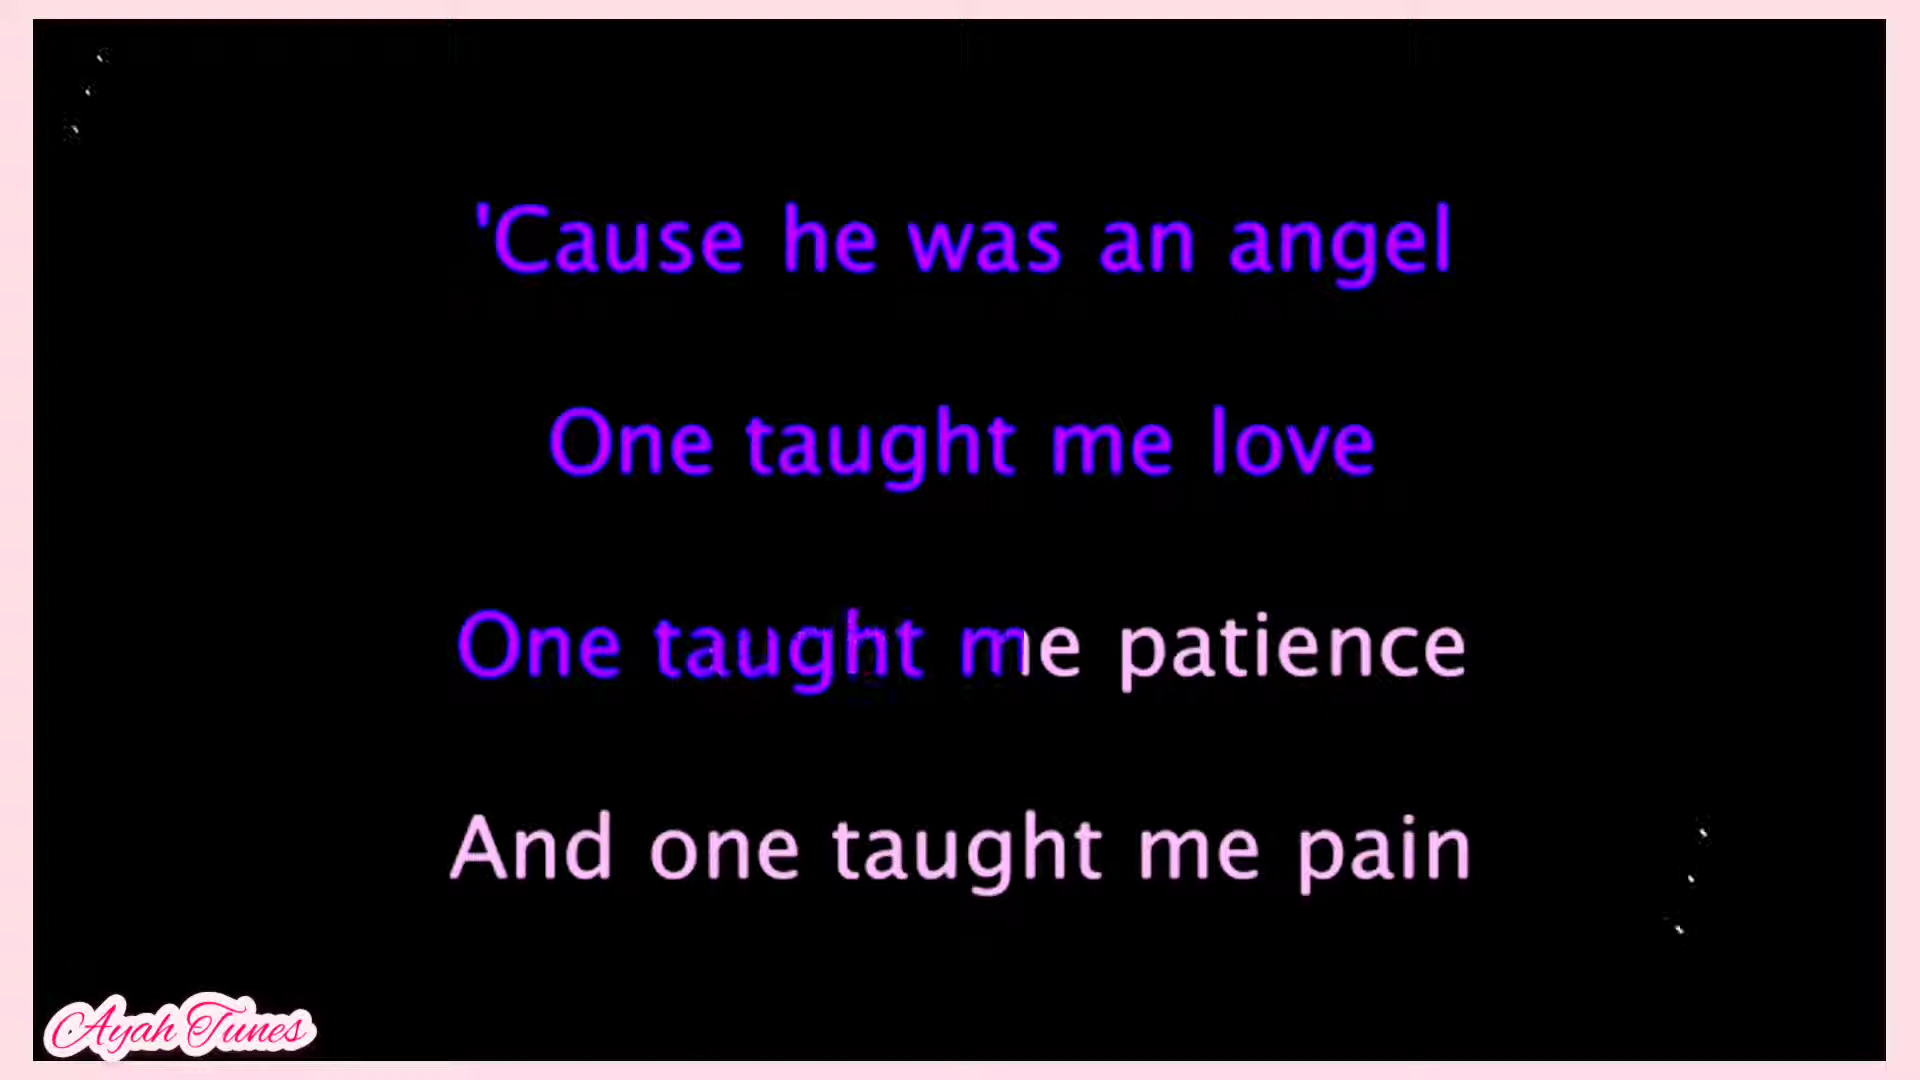 'Cause he was an angel
One taught me love
One taught me patience
And one taught me pain
Ayah Tunes